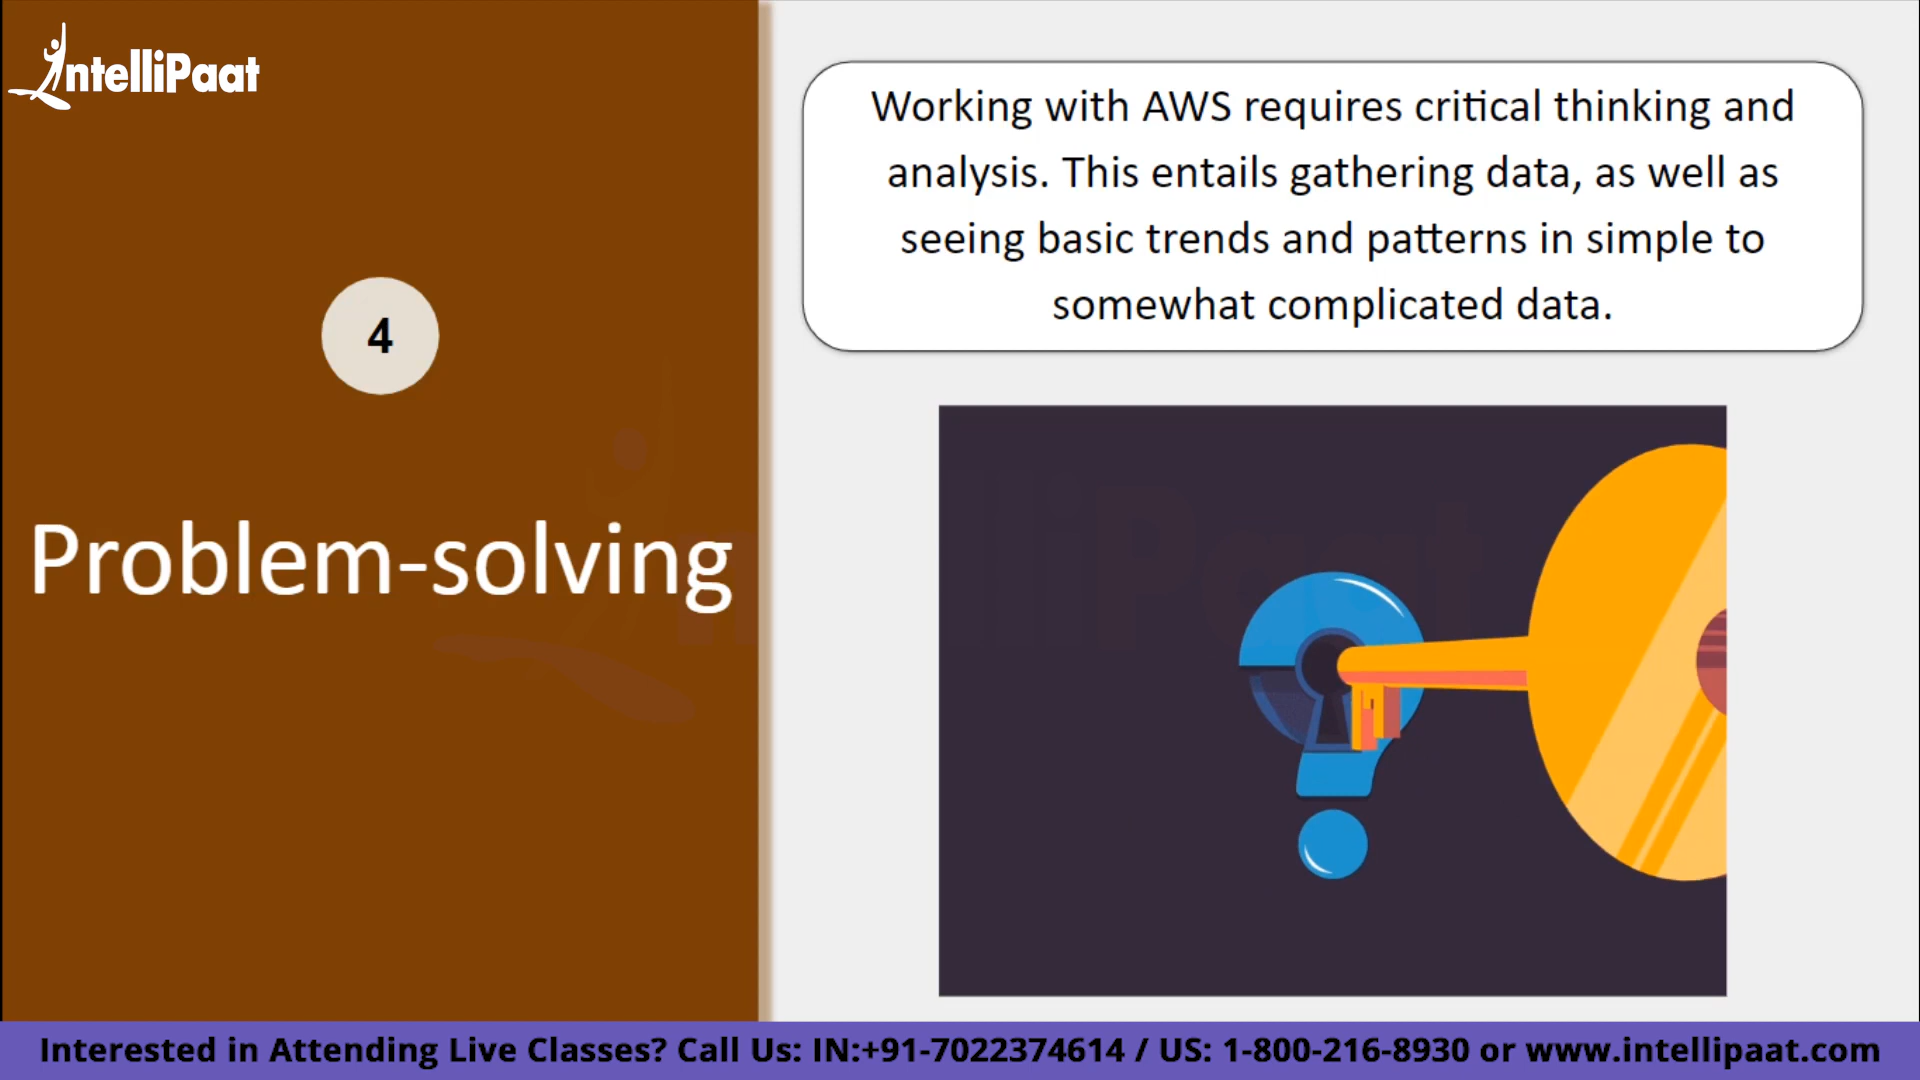 IntelliPaat
4
Problem-solving
Working with AWS requires critical thinking and
analysis. This entails gathering data, as well as
seeing basic trends and patterns in simple to
somewhat complicated data.
Interested in Attending Live Classes? Call Us: IN:+91-7022374614 / US: 1-800-216-8930 or www.intellipaat.com